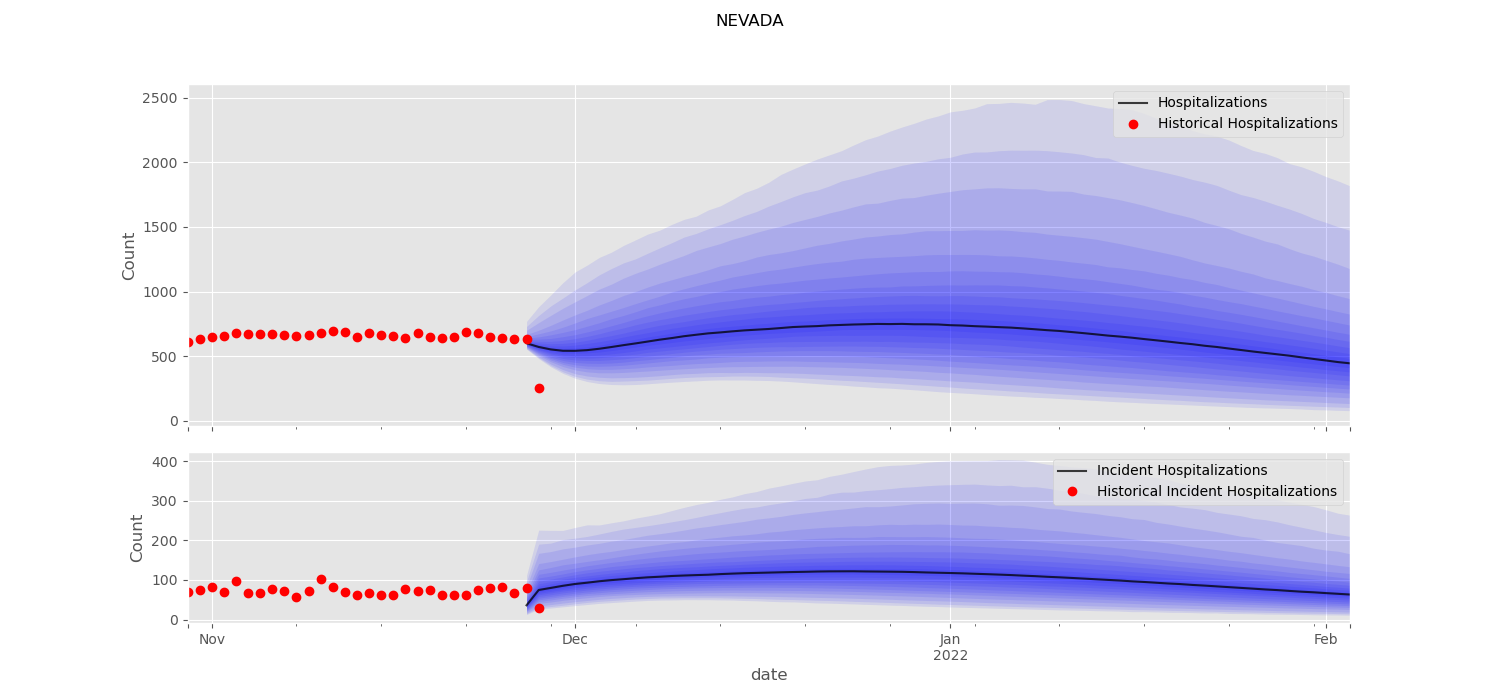 NEVADA
Count
2500
2000
1500
1000
500
0
Hospitalizations
Historical Hospitalizations
Count
400
300
200
100
0
Incident Hospitalizations
Historical Incident Hospitalizations
Nov
Dec
Jan
2022
Feb
date